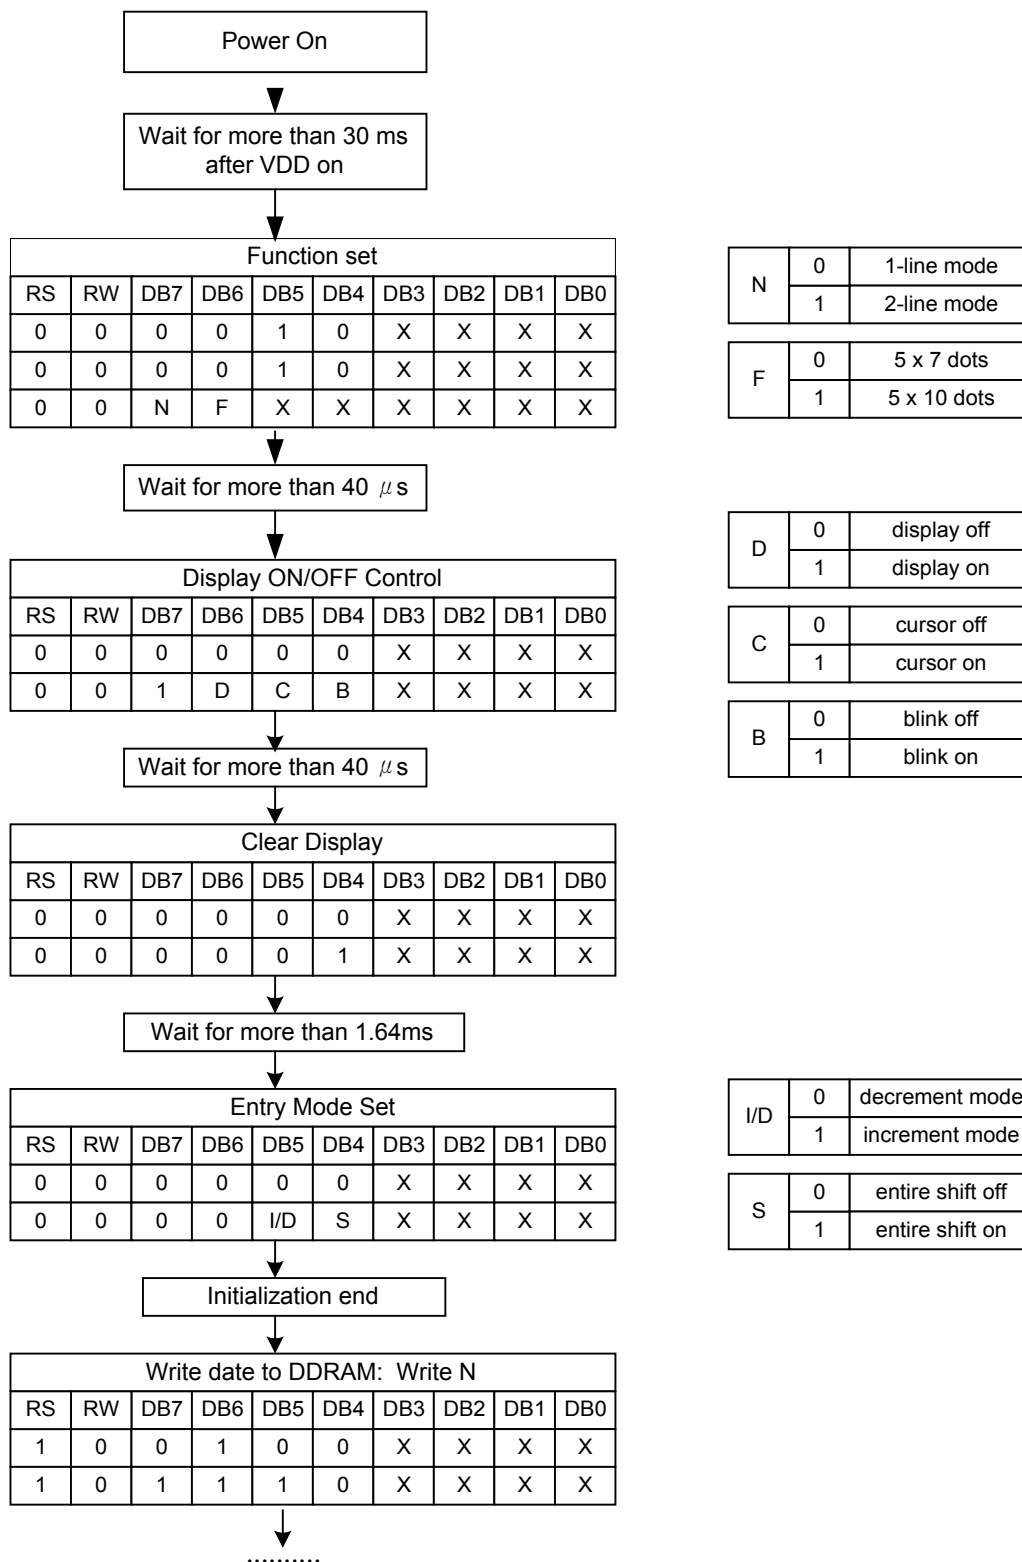 Power On
Wait for more than 30 ms
after VDD on
Function set
RS RW DB7 DB6 DB5 DB4 DB3 DB2 DB1 DB0
0 0 0 0 1 0 X X X X
0 0 0 0 1 0 X X X X
0 0 N F X X X X X X
N 0 1-line mode
1 2-line mode
F 0 5 x 7 dots
1 5 x 10 dots
Wait for more than 40 μs
Display ON/OFF Control
RS RW DB7 DB6 DB5 DB4 DB3 DB2 DB1 DB0
0 0 0 0 0 0 X X X X
0 0 1 D C B X X X X
D 0 display off
1 display on
C 0 cursor off
1 cursor on
B 0 blink off
1 blink on
Wait for more than 40 μs
Clear Display
RS RW DB7 DB6 DB5 DB4 DB3 DB2 DB1 DB0
0 0 0 0 0 0 X X X X
0 0 0 0 0 1 X X X X
Wait for more than 1.64ms
Entry Mode Set
RS RW DB7 DB6 DB5 DB4 DB3 DB2 DB1 DB0
0 0 0 0 0 0 X X X X
0 0 0 0 I/D S X X X X
I/D 0 decrement mode
1 increment mode
S 0 entire shift off
1 entire shift on
Initialization end
Write date to DDRAM: Write N
RS RW DB7 DB6 DB5 DB4 DB3 DB2 DB1 DB0
1 0 0 1 0 0 X X X X
1 0 1 1 1 0 X X X X
..........